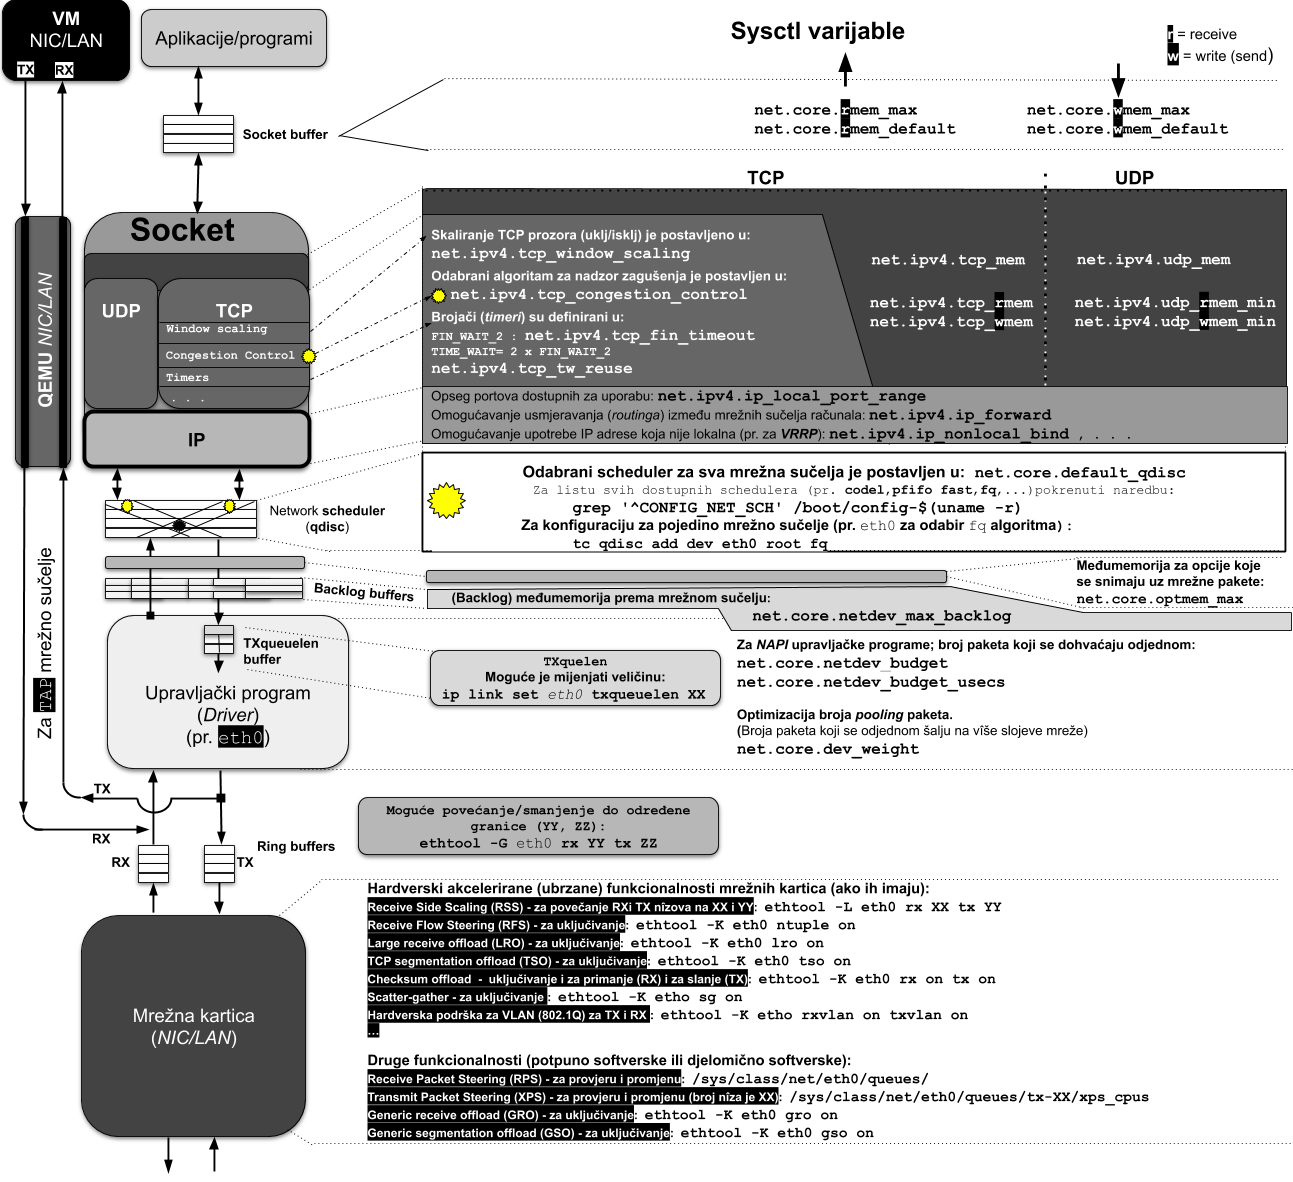 VM
NIC/LAN
TX RX
Aplikacije/programi
Sysctl varijable
r = receive
w = write (send)
Socket buffer
net.core.rmem_max
net.core.rmem_default
net.core.wmem_max
net.core.wmem_default
TCP
UDP
Socket
UDP
TCP
Window scaling
Congestion Control
Timers
. . .
IP
QEMU NIC/LAN
Skaliranje TCP prozora (uklj/isklj) je postavljeno u:
net.ipv4.tcp_window_scaling
Odabrani algoritam za nadzor zagušenja je postavljen u:
net.ipv4.tcp_congestion_control
Brojači (timeri) su definirani u:
FIN_WAIT_2 : net.ipv4.tcp_fin_timeout
TIME_WAIT= 2 x FIN_WAIT_2
net.ipv4.tcp_tw_reuse
net.ipv4.tcp_mem
net.ipv4.tcp_rmem
net.ipv4.tcp_wmem
net.ipv4.udp_mem
net.ipv4.udp_rmem_min
net.ipv4.udp_wmem_min
Opseg portova dostupnih za uporabu: net.ipv4.ip_local_port_range
Omogućavanje usmjeravanja (routinga) između mrežnih sučelja računala: net.ipv4.ip_forward
Omogućavanje upotrebe IP adrese koja nije lokalna (pr. za VRRP): net.ipv4.ip_nonlocal_bind , . . .
Network scheduler
(qdisc)
Odabrani scheduler za sva mrežna sučelja je postavljen u: net.core.default_qdisc
Za listu svih dostupnih schedulera (pr. codel,pfifo fast,fq,...)pokrenuti naredbu:
grep '^CONFIG_NET_SCH' /boot/config-$(uname -r)
Za konfiguraciju za pojedino mrežno sučelje (pr. eth0 za odabir fq algoritma) :
tc qdisc add dev eth0 root fq
Backlog buffers
Međumemorija za opcije koje
se snimaju uz mrežne pakete:
net.core.optmem_max
(Backlog) međumemorija prema mrežnom sučelju:
net.core.netdev_max_backlog
Za TAP mrežno sučelje
TXqueuelen
buffer
Upravljački program
(Driver)
(pr. eth0)
TXquelen
Moguće je mijenjati veličinu:
ip link set eth0 txqueuelen XX
Za NAPI upravljačke programe; broj paketa koji se dohvaćaju odjednom:
net.core.netdev_budget
net.core.netdev_budget_usecs
Optimizacija broja pooling paketa.
(Broja paketa koji se odjednom šalju na više slojeve mreže)
net.core.dev_weight
TX
RX
Ring buffers
RX
TX
Moguće povećanje/smanjenje do određene
granice (YY, ZZ):
ethtool -G eth0 rx YY tx ZZ
Mrežna kartica
(NIC/LAN)
Hardverski akcelerirane (ubrzane) funkcionalnosti mrežnih kartica (ako ih imaju):
Receive Side Scaling (RSS) - za povečanje RXi TX nîzova na XX i YY: ethtool -L eth0 rx XX tx YY
Receive Flow Steering (RFS) - za uključivanje: ethtool -K eth0 ntuple on
Large receive offload (LRO) - za uključivanje: ethtool -K eth0 lro on
TCP segmentation offload (TSO) - za uključivanje: ethtool -K eth0 tso on
Checksum offload - uključivanje i za primanje (RX) i za slanje (TX): ethtool -K eth0 rx on tx on
Scatter-gather - za uključivanje : ethtool -K etho sg on
Hardverska podrška za VLAN (802.1Q) za TX i RX : ethtool -K etho rxvlan on txvlan on
...
Druge funkcionalnosti (potpuno softverske ili djelomično softverske):
Receive Packet Steering (RPS) - za provjeru i promjenu: /sys/class/net/eth0/queues/
Transmit Packet Steering (XPS) - za provjeru i promjenu (broj nîza je XX): /sys/class/net/eth0/queues/tx-XX/xps_cpus
Generic receive offload (GRO) - za uključivanje: ethtool -K eth0 gro on
Generic segmentation offload (GSO) - za uključivanje: ethtool -K eth0 gso on